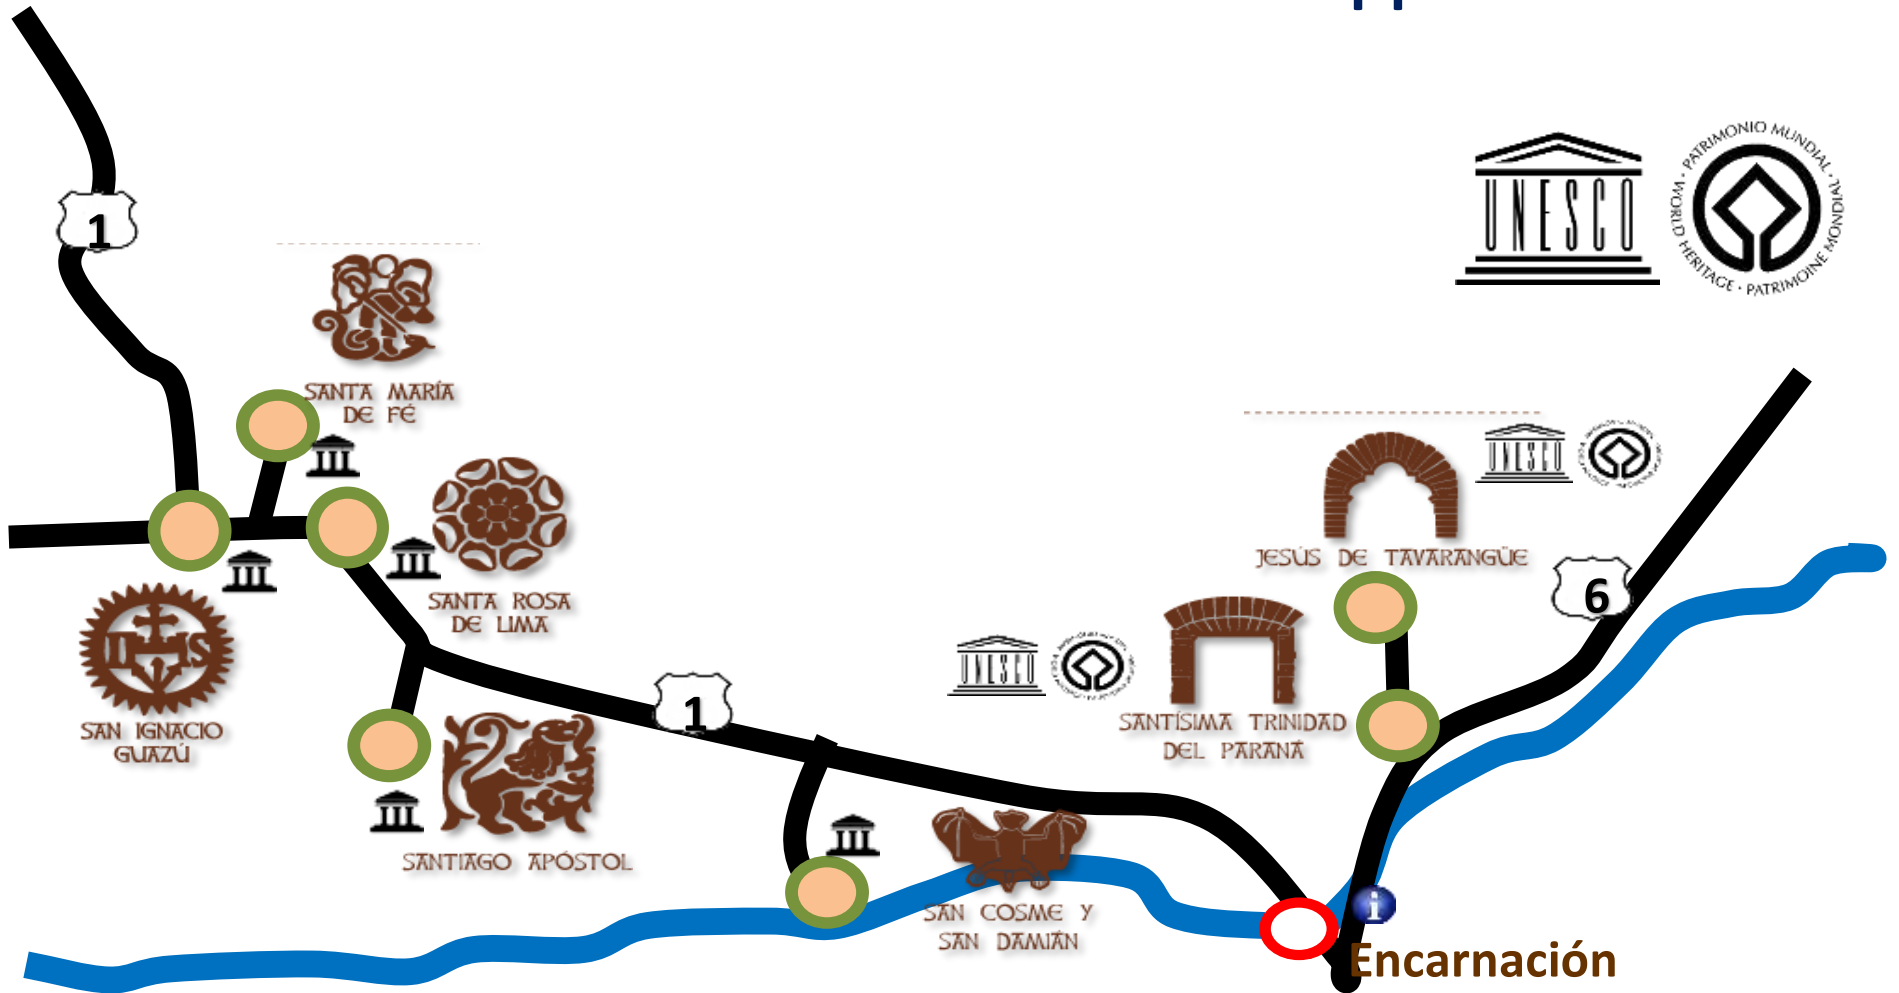 1
UNESCO
PATRIMONIO MUNDIAL · WORLD HERITAGE · PATRIMOINE MONDIAL ·
SANTA MARÍA
DE FÉ
UNESCO
JESÚS DE TAVARANGÜE
6
SANTA ROSA
DE LIMA
IHS
SAN IGNACIO
GUAZÚ
UNESCO
1
SANTÍSIMA TRINIDAD
DEL PARANÁ
SANTIAGO APÓSTOL
SAN COSME Y
SAN DAMIÁN
i
Encarnación